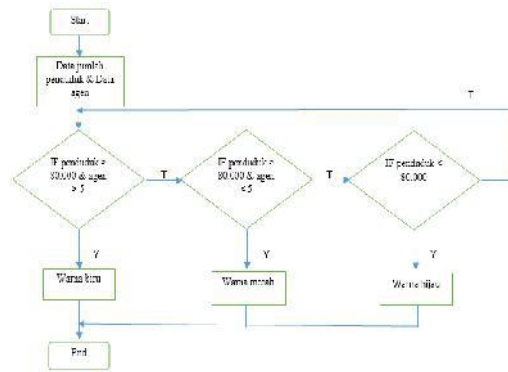 Start
Data jumlah
penduduk & Data
agen
T
IF penduduk >
80.000 & agen
> 5
T
IF penduduk >
80.000 & agen
< 5
T
IF penduduk <
80.000
Y
Y
Y
Warna biru
Warna merah
Warna hijau
End